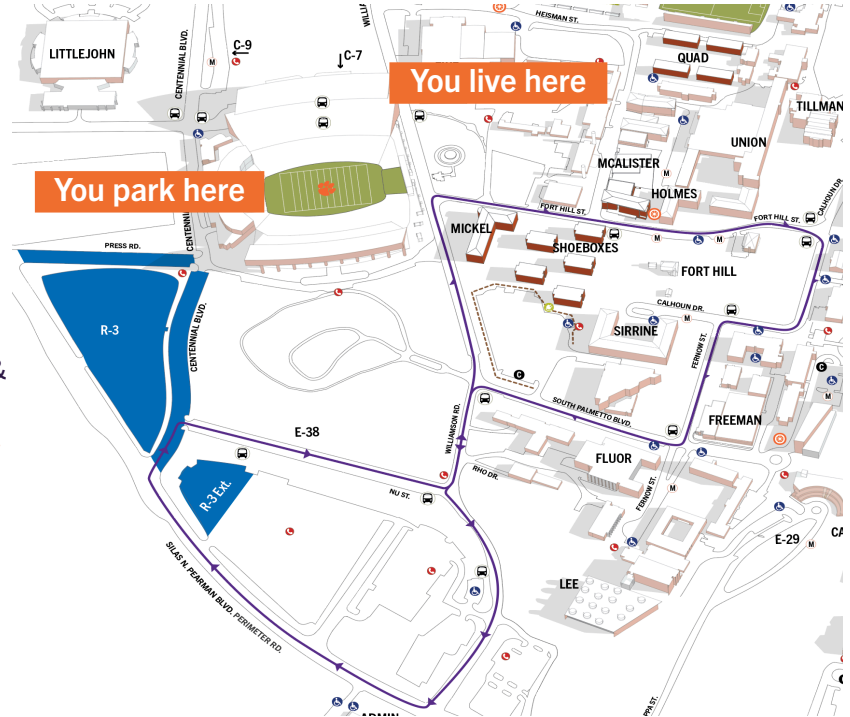 HEISMAN ST.
LITTLEJOHN
CENTENNIAL BLVD.
C-9
M
C-7
QUAD
You live here
TILLMAN
UNION
MCALISTER
M
You park here
HOLMES
CALHOUN DR.
FORT HILL ST.
FORT HILL ST.
MICKEL
M
M
PRESS RD.
SHOEBOXES
FORT HILL
R-3
CENTENNIAL BLVD.
CALHOUN DR.
M
SIRRINE
FERNOW ST.
C
C
&
M
SOUTH PALMETTO BLVD.
WILLIAMSON RD.
FREEMAN
E-38
FLUOR
RHO DR.
NU ST.
R-3 Ext.
FERNOW ST.
M
E-29
M
SILAS N. PEARMAN BLVD. PERIMETER RD.
LEE